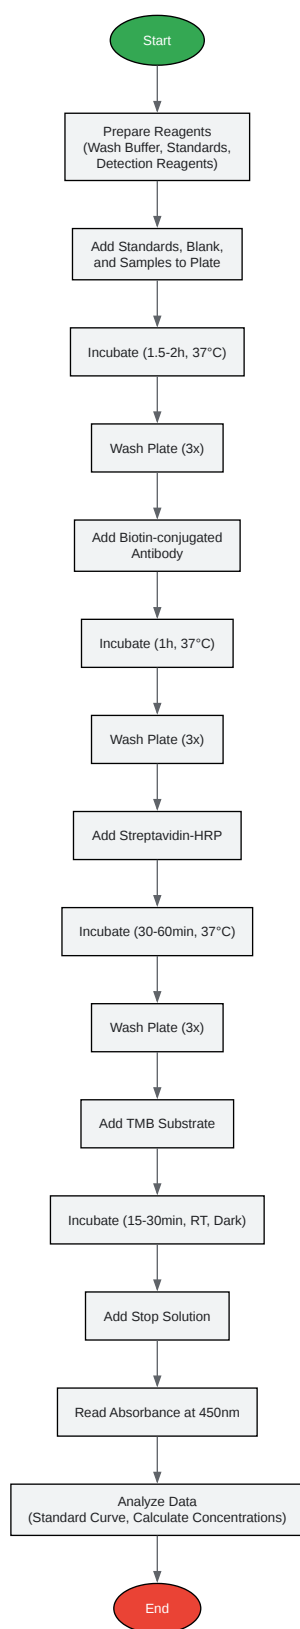 Start
Prepare Reagents
(Wash Buffer, Standards,
Detection Reagents)
Add Standards, Blank,
and Samples to Plate
Incubate (1.5-2h, 37°C)
Wash Plate (3x)
Add Biotin-conjugated
Antibody
Incubate (1h, 37°C)
Wash Plate (3x)
Add Streptavidin-HRP
Incubate (30-60min, 37°C)
Wash Plate (3x)
Add TMB Substrate
Incubate (15-30min, RT, Dark)
Add Stop Solution
Read Absorbance at 450nm
Analyze Data
(Standard Curve, Calculate Concentrations)
End